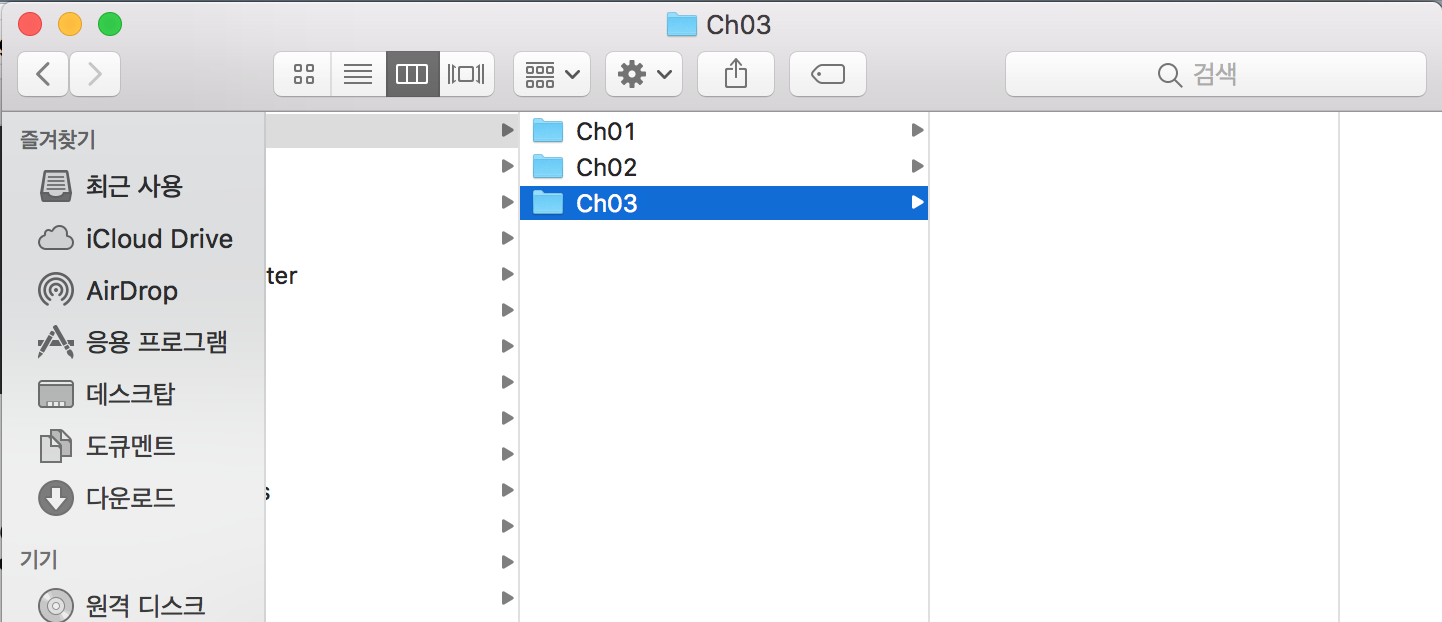 Ch03
검색
즐겨찾기
최근 사용
iCloud Drive
AirDrop
응용 프로그램
데스크탑
도큐멘트
다운로드
기기
원격 디스크
ter
s
Ch01
Ch02
Ch03